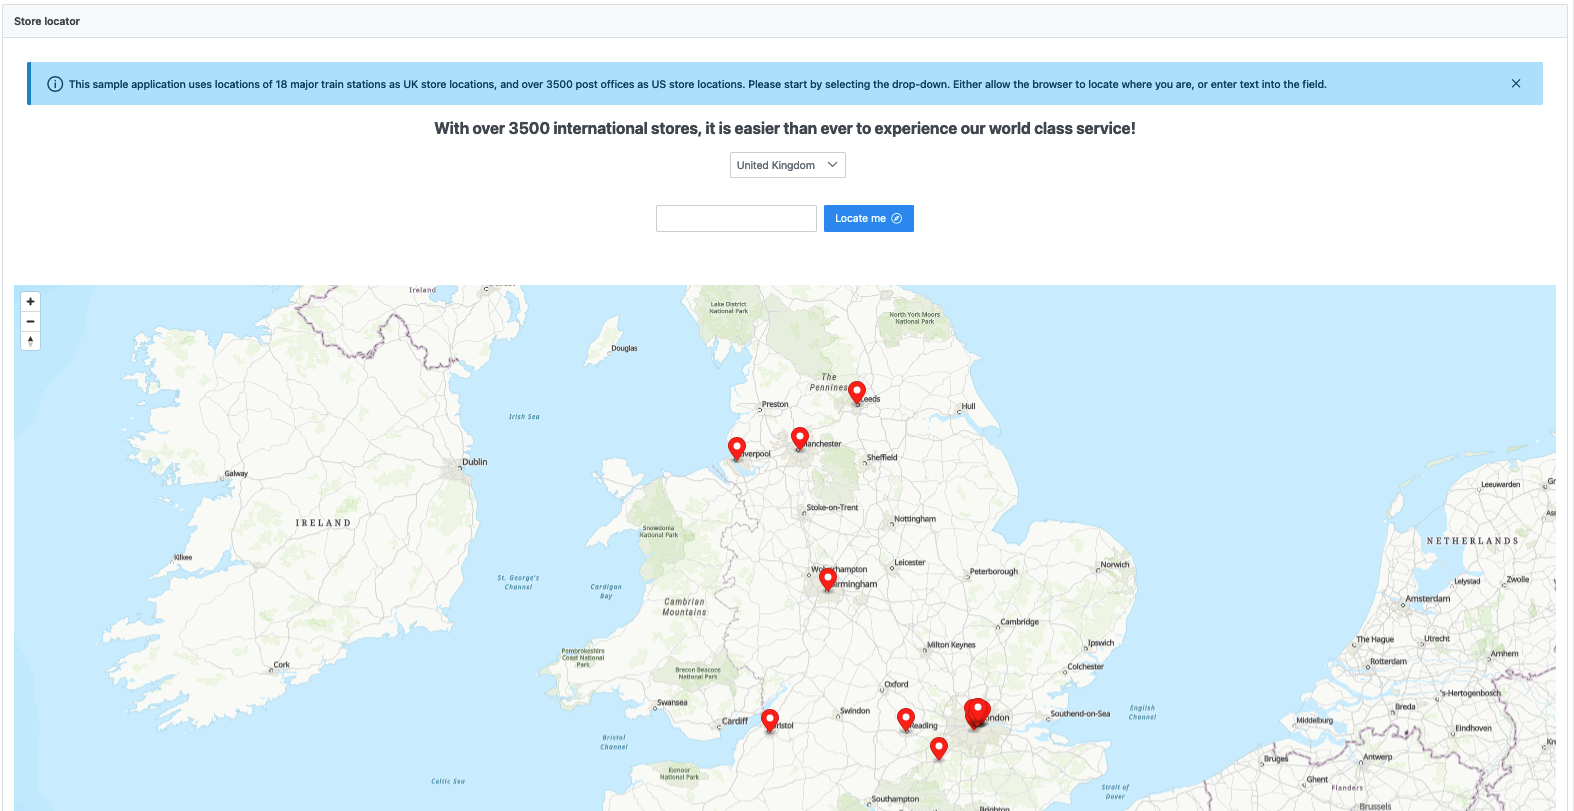 Store locator
This sample application uses locations of 18 major train stations as UK store locations, and over 3500 post offices as US store locations. Please start by selecting the drop-down. Either allow the browser to locate where you are, or enter text into the field.
With over 3500 international stores, it is easier than ever to experience our world class service!
United Kingdom
Locate me
Ireland
Lake District
National Park
North York Moors
National Park
Douglas
The
Pennines
Leeds
Preston
Hull
Irish Sea
Manchester
Liverpool
Sheffield
Dublin
Galway
Leeuwarden
Stoke-on-Trent
Nottingham
IRELAND
Snowdonia
National Park
NETHERLANDS
Kilkee
Leicester
Norwich
Wolverhampton
Peterborough
St. George's
Channel
Cardigan
Bay
Birmingham
Lelystad
Zwolle
Amsterdam
Cambrian
Mountains
Cambridge
Milton Keynes
Ipswich
The Hague
Utrecht
Pembrokeshire
Coast National
Park
Arnhem
Rotterdam
Cork
Brecon Beacons
National Park
Colchester
Oxford
's-Hertogenbosch
Swansea
Swindon
Breda
English
Channel
Southend-on-Sea
Cardiff
Bristol
Reading
London
Middelburg
Eindhoven
Bristol
Channel
Bruges
Antwerp
Exmoor
National Park
Celtic Sea
Ghent
Strait of
Dover
Flanders
Southampton
Brighton
Brussels